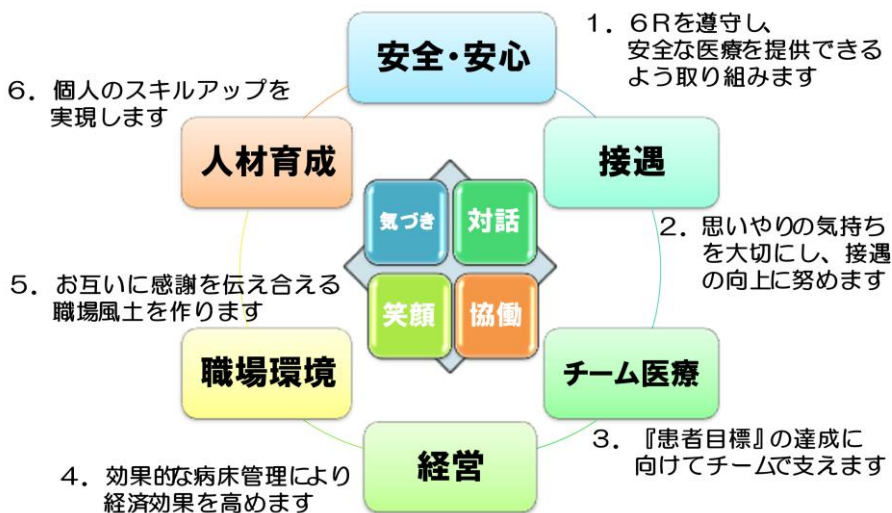 安全・安心
1. 6Rを遵守し、
安全な医療を提供できる
よう取り組みます
接遇
2. 思いやりの気持ち
を大切にし、接遇
の向上に努めます
チーム医療
3. 『患者目標』の達成に
向けてチームで支えます
経営
4. 効果的な病床管理により
経済効果を高めます
職場環境
5. お互いに感謝を伝え合える
職場風土を作ります
人材育成
6. 個人のスキルアップを
実現します
気づき
対話
笑顔
協働